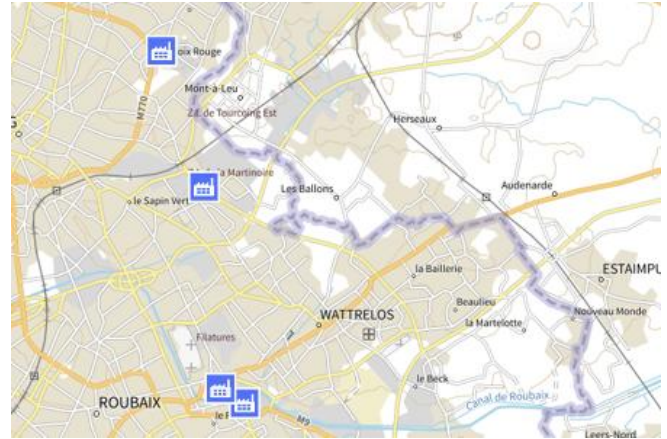 oix Rouge
M770
Mont-à-Leu
Z.I. de Tourcoing Est
50
Herseaux
la Martinoire
Les Ballons
Audenarde
le Sapin Vert
la Baillerie
ESTAIMPU
Beaulieu
Nouveau Monde
WATTRELOS
la Martelotte
Filatures
le Beck
Canal de Roubaix
ROUBAIX
M9
Leers-Nord